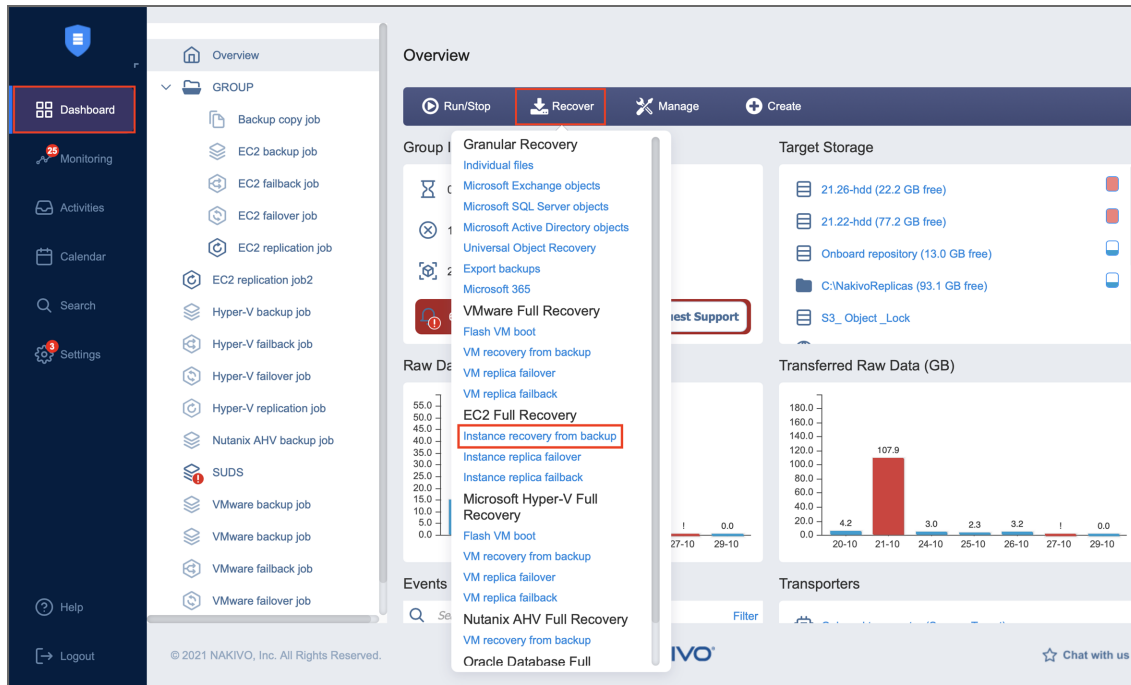 Dashboard
25
Monitoring
Activities
Calendar
Search
3
Settings
Help
Logout
Overview
GROUP
Backup copy job
EC2 backup job
EC2 failback job
EC2 failover job
EC2 replication job
EC2 replication job2
Hyper-V backup job
Hyper-V failback job
Hyper-V failover job
Hyper-V replication job
Nutanix AHV backup job
SUDS
VMware backup job
VMware backup job
VMware failback job
VMware failover job
Overview
Run/Stop
Recover
Manage
Create
Group I
Granular Recovery
Individual files
Microsoft Exchange objects
Microsoft SQL Server objects
Microsoft Active Directory objects
Universal Object Recovery
Export backups
Microsoft 365
VMware Full Recovery
Flash VM boot
VM recovery from backup
VM replica failover
VM replica failback
EC2 Full Recovery
Instance recovery from backup
Instance replica failover
Instance replica failback
Microsoft Hyper-V Full
Recovery
Flash VM boot
VM recovery from backup
VM replica failover
VM replica failback
Nutanix AHV Full Recovery
VM recovery from backup
Oracle Database Full
Support
Target Storage
21.26-hdd (22.2 GB free)
21.22-hdd (77.2 GB free)
Onboard repository (13.0 GB free)
C:\NakivoReplicas (93.1 GB free)
S3_ Object _Lock
Raw Da
55.0
50.0
45.0
40.0
35.0
30.0
25.0
20.0
15.0
10.0
5.0
0.0
! 0.0
27-10 29-10
Transferred Raw Data (GB)
180.0
160.0
140.0
120.0
100.0
80.0
60.0
40.0
20.0
0.0
4.2 107.9 3.0 2.3 3.2 ! 0.0
20-10 21-10 24-10 25-10 26-10 27-10 29-10
Events
Filter
Transporters
© 2021 NAKIVO, Inc. All Rights Reserved.
IVO
Chat with us